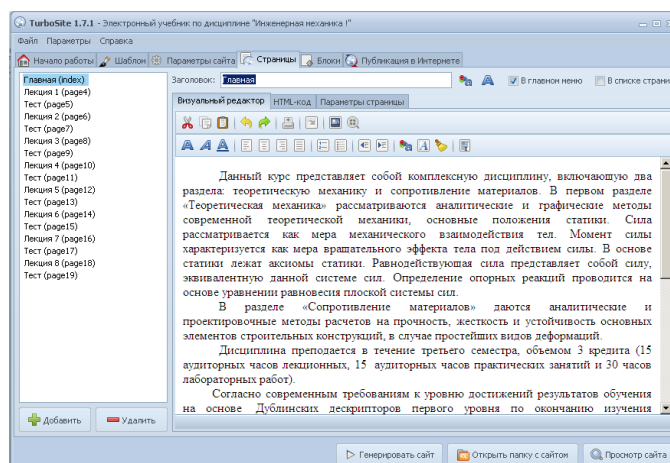 TurboSite 1.7.1 - Электронный учебник по дисциплине "Инженерная механика I"
Файл Параметры Справка
Начало работы Шаблон Параметры сайта Страницы Блоки Публикация в Интернете
Главная (index)
Лекция 1 (page4)
Тест (page5)
Лекция 2 (page6)
Тест (page7)
Лекция 3 (page8)
Тест (page9)
Лекция 4 (page10)
Тест (page11)
Лекция 5 (page12)
Тест (page13)
Лекция 6 (page14)
Тест (page15)
Лекция 7 (page16)
Тест (page17)
Лекция 8 (page18)
Тест (page19)
Добавить Удалить
Заголовок: Главная В главном меню В списке страни
Визуальный редактор HTML-код Параметры страницы
Данный курс представляет собой комплексную дисциплину, включающую два
раздела: теоретическую механику и сопротивление материалов. В первом разделе
«Теоретическая механика» рассматриваются аналитические и графические методы
современной теоретической механики, основные положения статики. Сила
рассматривается как мера механического взаимодействия тел. Момент силы
характеризуется как мера вращательного эффекта тела под действием силы. В основе
статики лежат аксиомы статики. Равнодействующая сила представляет собой силу,
эквивалентную данной системе сил. Определение опорных реакций проводится на
основе уравнении равновесия плоской системы сил.
В разделе «Сопротивление материалов» даются аналитические и
проектировочные методы расчетов на прочность, жесткость и устойчивость основных
элементов строительных конструкций, в случае простейших видов деформаций.
Дисциплина преподается в течение третьего семестра, объемом 3 кредита (15
аудиторных часов лекционных, 15 аудиторных часов практических занятий и 30 часов
лабораторных работ).
Согласно современным требованиям к уровню достижений результатов обучения
на основе Дублинских дескрипторов первого уровня по окончанию изучения
Генерировать сайт Открыть папку с сайтом Просмотр сайта